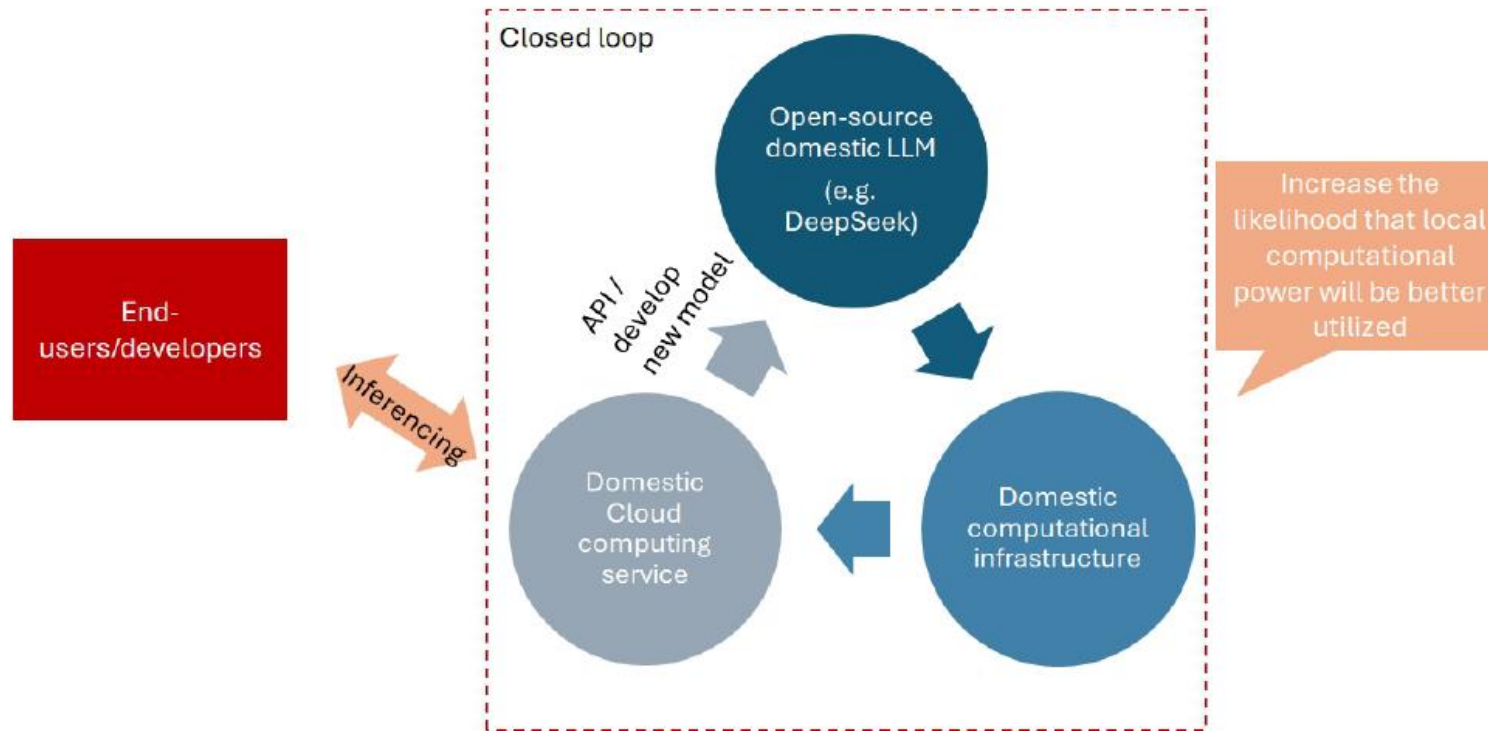 Closed loop
Open-source
domestic LLM
(e.g.
DeepSeek)
Increase the
likelihood that local
computational
power will be better
utilized
End-
users/developers
API /
develop
new model
Inferencing
Domestic
Cloud
computing
service
Domestic
computational
infrastructure